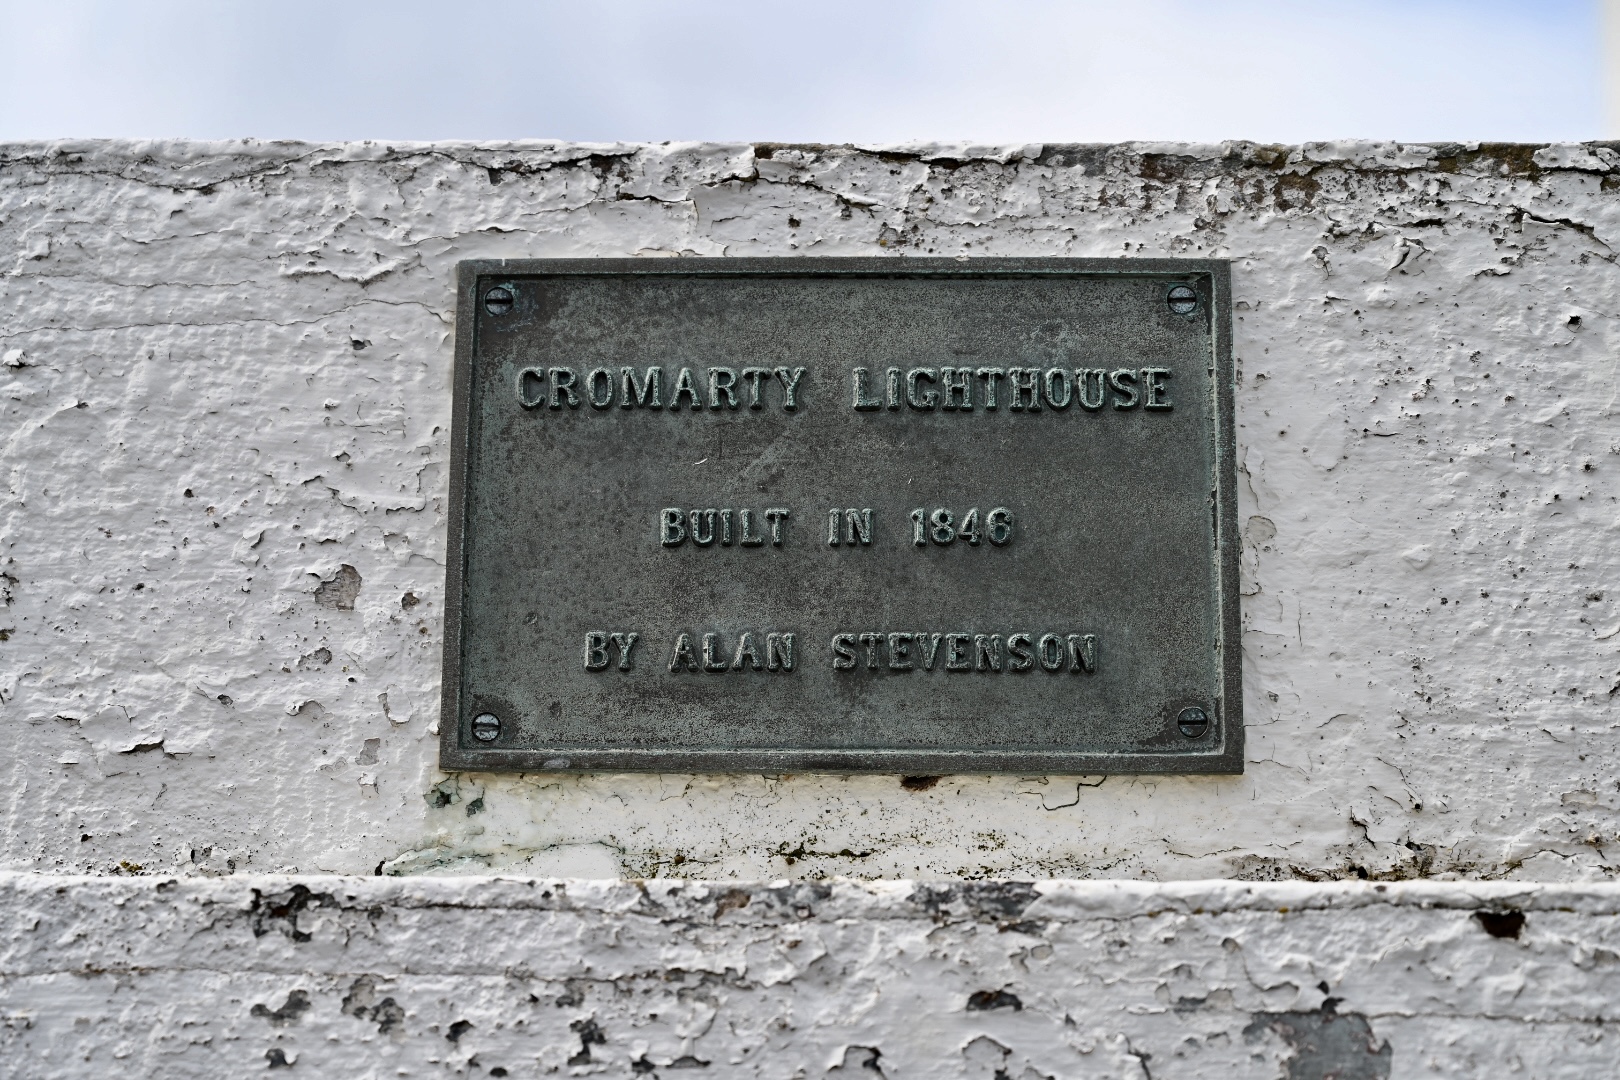 CROMARTY LIGHTHOUSE
BUILT IN 1846
BY ALAN STEVENSON